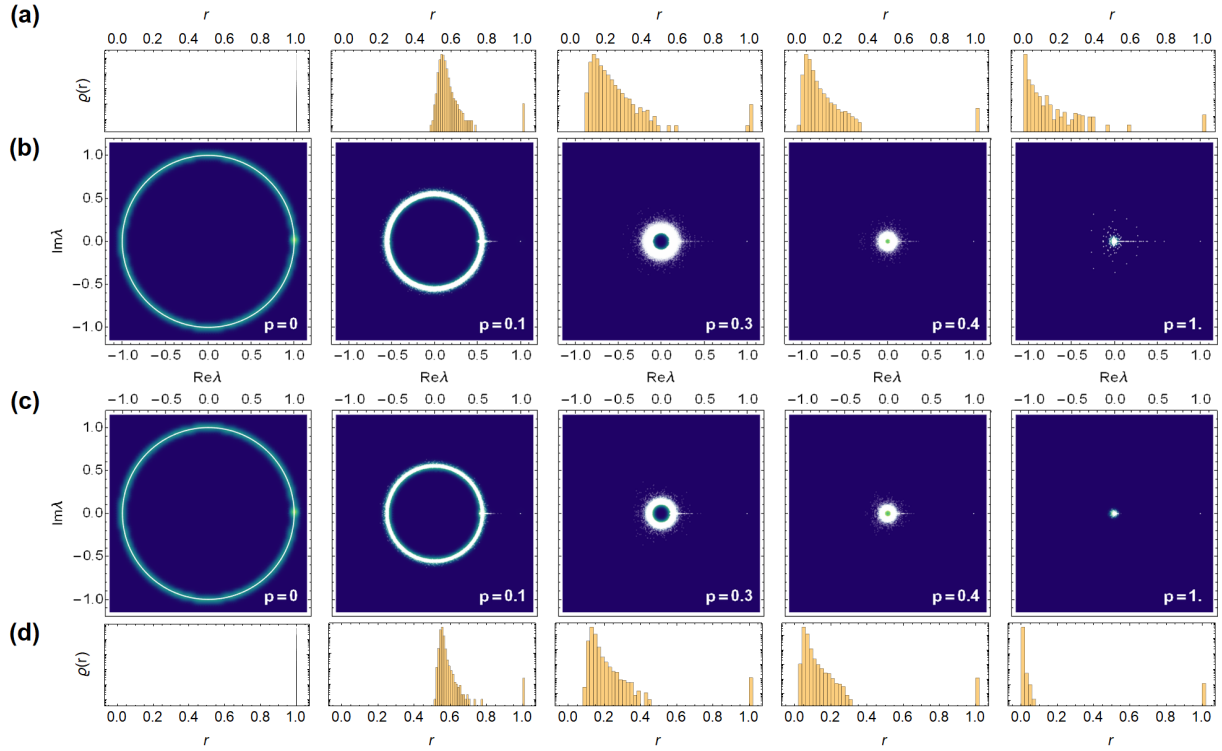 (a)
r r r r r
0.0 0.2 0.4 0.6 0.8 1.0 0.0 0.2 0.4 0.6 0.8 1.0 0.0 0.2 0.4 0.6 0.8 1.0 0.0 0.2 0.4 0.6 0.8 1.0 0.0 0.2 0.4 0.6 0.8 1.0
ϱ(r)
(b)
1.0
0.5
Imλ 0.0
−0.5
−1.0
p=0 p=0.1 p=0.3 p=0.4 p=1.
−1.0 −0.5 0.0 0.5 1.0 −1.0 −0.5 0.0 0.5 1.0 −1.0 −0.5 0.0 0.5 1.0 −1.0 −0.5 0.0 0.5 1.0 −1.0 −0.5 0.0 0.5 1.0
Reλ Reλ Reλ Reλ Reλ
(c)
−1.0 −0.5 0.0 0.5 1.0 −1.0 −0.5 0.0 0.5 1.0 −1.0 −0.5 0.0 0.5 1.0 −1.0 −0.5 0.0 0.5 1.0 −1.0 −0.5 0.0 0.5 1.0
1.0
0.5
Imλ 0.0
−0.5
−1.0
p=0 p=0.1 p=0.3 p=0.4 p=1.
(d)
ϱ(r)
0.0 0.2 0.4 0.6 0.8 1.0 0.0 0.2 0.4 0.6 0.8 1.0 0.0 0.2 0.4 0.6 0.8 1.0 0.0 0.2 0.4 0.6 0.8 1.0 0.0 0.2 0.4 0.6 0.8 1.0
r r r r r